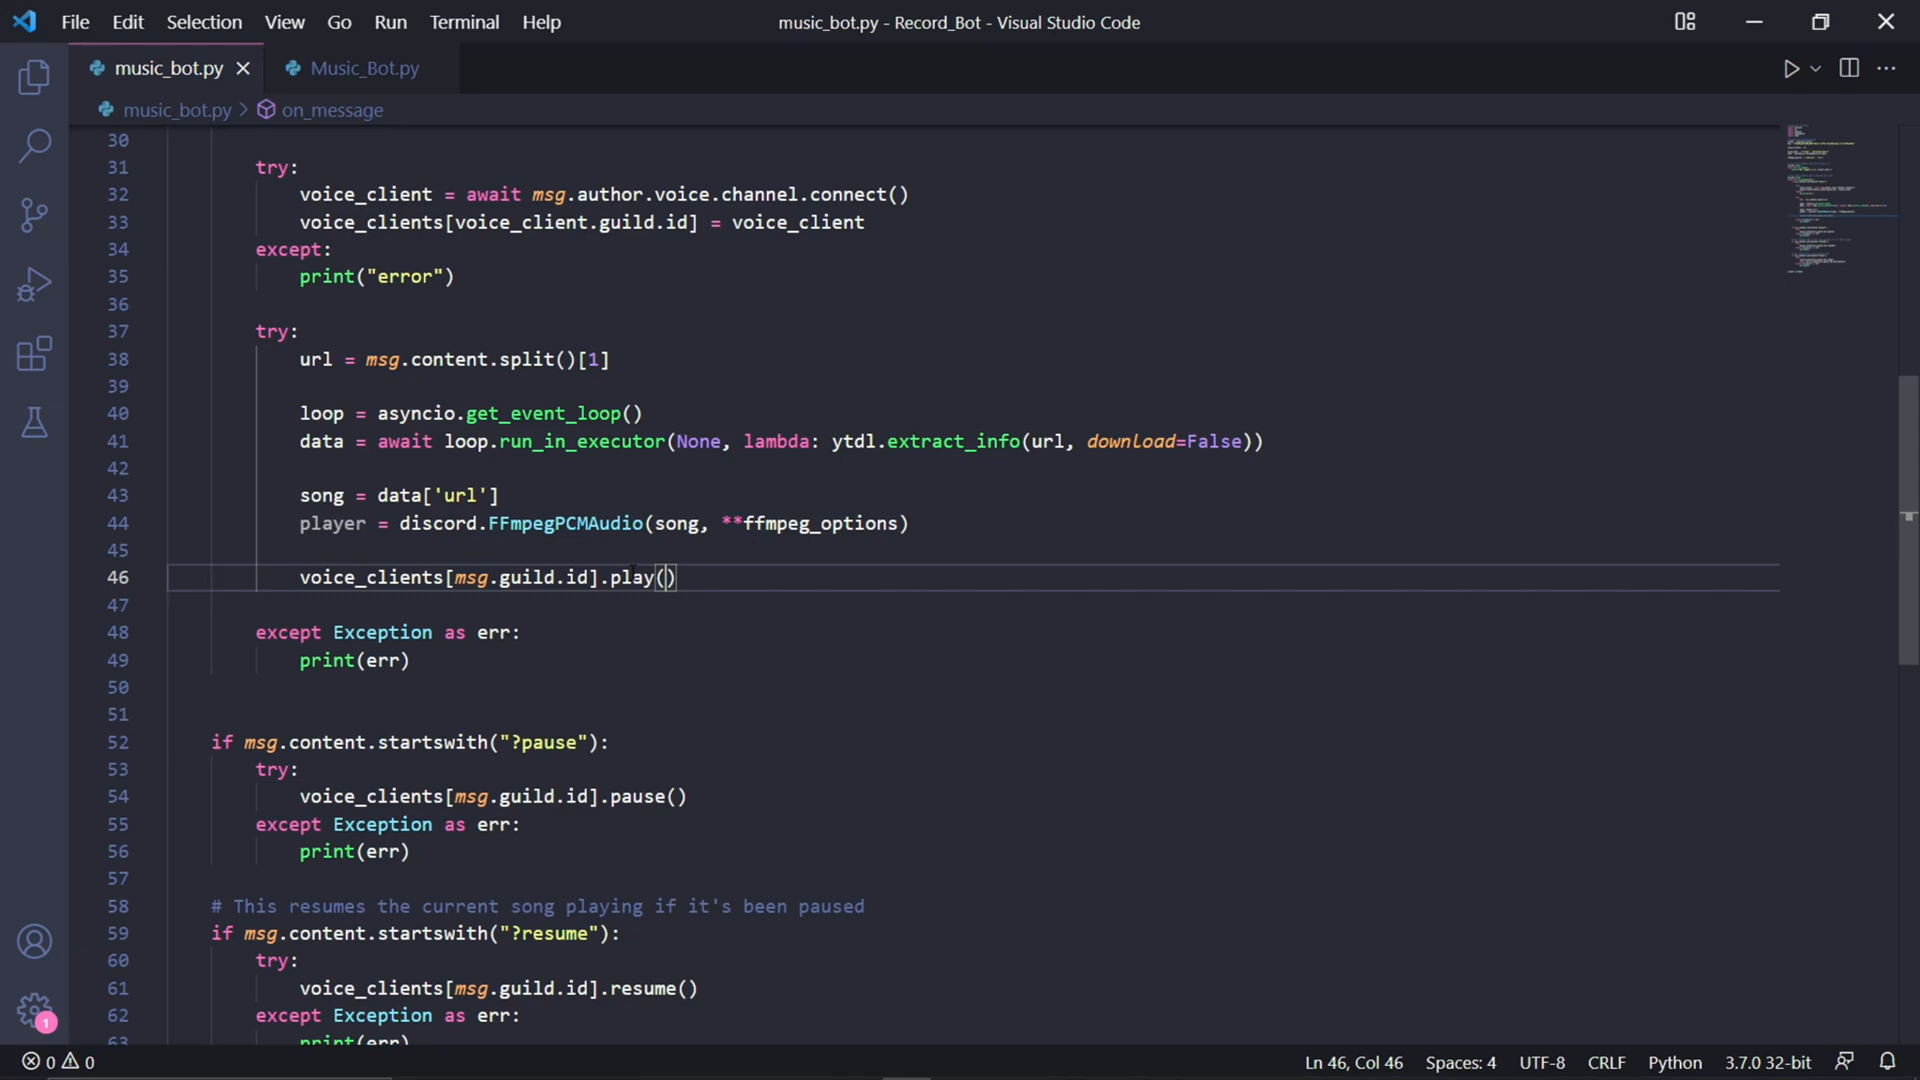 File Edit Selection View Go Run Terminal Help music_bot.py - Record_Bot - Visual Studio Code
music_bot.py Music_Bot.py
music_bot.py > on_message
30
31 try:
32 voice_client = await msg.author.voice.channel.connect()
33 voice_clients[voice_client.guild.id] = voice_client
34 except:
35 print("error")
36
37 try:
38 url = msg.content.split()[1]
39
40 loop = asyncio.get_event_loop()
41 data = await loop.run_in_executor(None, lambda: ytdl.extract_info(url, download=False))
42
43 song = data['url']
44 player = discord.FFmpegPCMAudio(song, **ffmpeg_options)
45
46 voice_clients[msg.guild.id].play()
47
48 except Exception as err:
49 print(err)
50
51
52 if msg.content.startswith("?pause"):
53 try:
54 voice_clients[msg.guild.id].pause()
55 except Exception as err:
56 print(err)
57
58 # This resumes the current song playing if it's been paused
59 if msg.content.startswith("?resume"):
60 try:
61 voice_clients[msg.guild.id].resume()
62 except Exception as err:
63 print(err)
1
0 0 Ln 46, Col 46 Spaces: 4 UTF-8 CRLF Python 3.7.0 32-bit